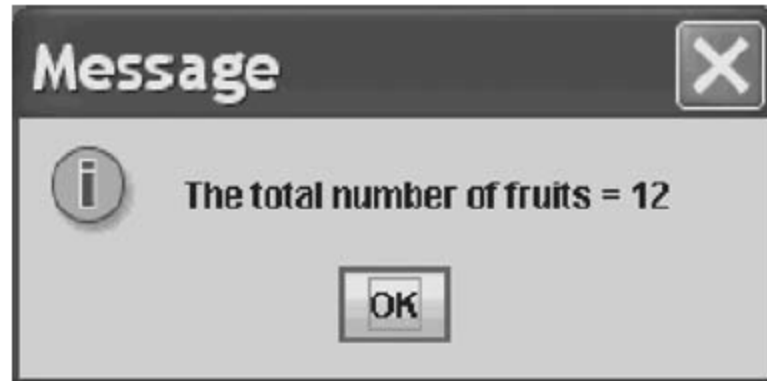 Message
The total number of fruits = 12
OK